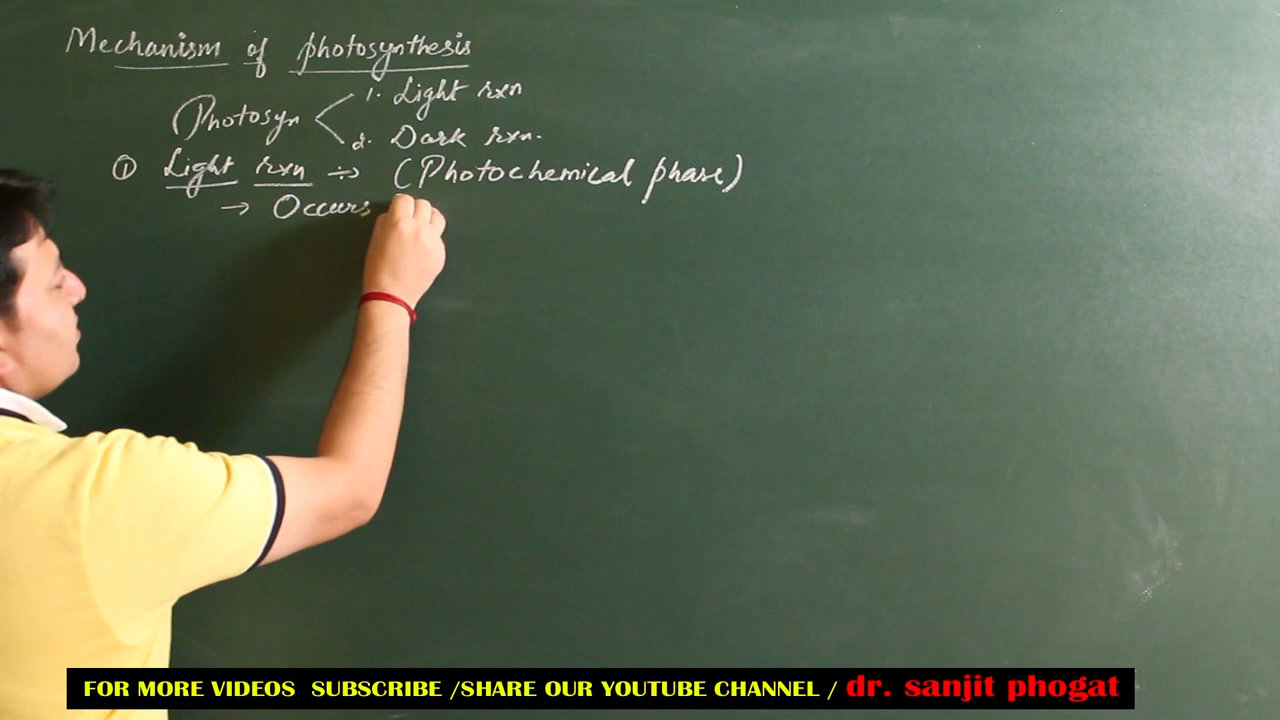 Mechanism of photosynthesis
1. Light rxn
Photosyn
2. Dark rxn.
① Light rxn ÷> (Photochemical phase)
→ Occurs
FOR MORE VIDEOS SUBSCRIBE /SHARE OUR YOUTUBE CHANNEL / dr. sanjit phogat